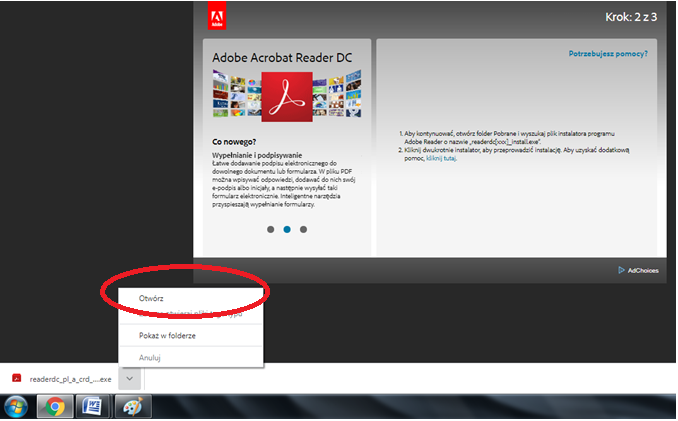 Adobe
Krok: 2 z 3
Adobe Acrobat Reader DC
Co nowego?
Wypełnianie i podpisywanie
Łatwe dodawanie podpisu elektronicznego do
dowolnego dokumentu lub formularza. W pliku PDF
można wpisywać odpowiedzi, dodawać do nich swój
e-podpis albo inicjały, a następnie wysyłać taki
formularz elektronicznie. Inteligentne narzędzia
przyspieszają wypełnianie formularzy.
Potrzebujesz pomocy?
1. Aby kontynuować, otwórz folder Pobrane i wyszukaj plik instalatora programu
Adobe Reader o nazwie „readerdc[xxx]_install.exe".
2. Kliknij dwukrotnie instalator, aby przeprowadzić instalację. Aby uzyskać dodatkową
pomoc, kliknij tutaj.
AdChoices
Otwórz
Pokaż w folderze
Anuluj
readerdc_pl_a_crd_....exe